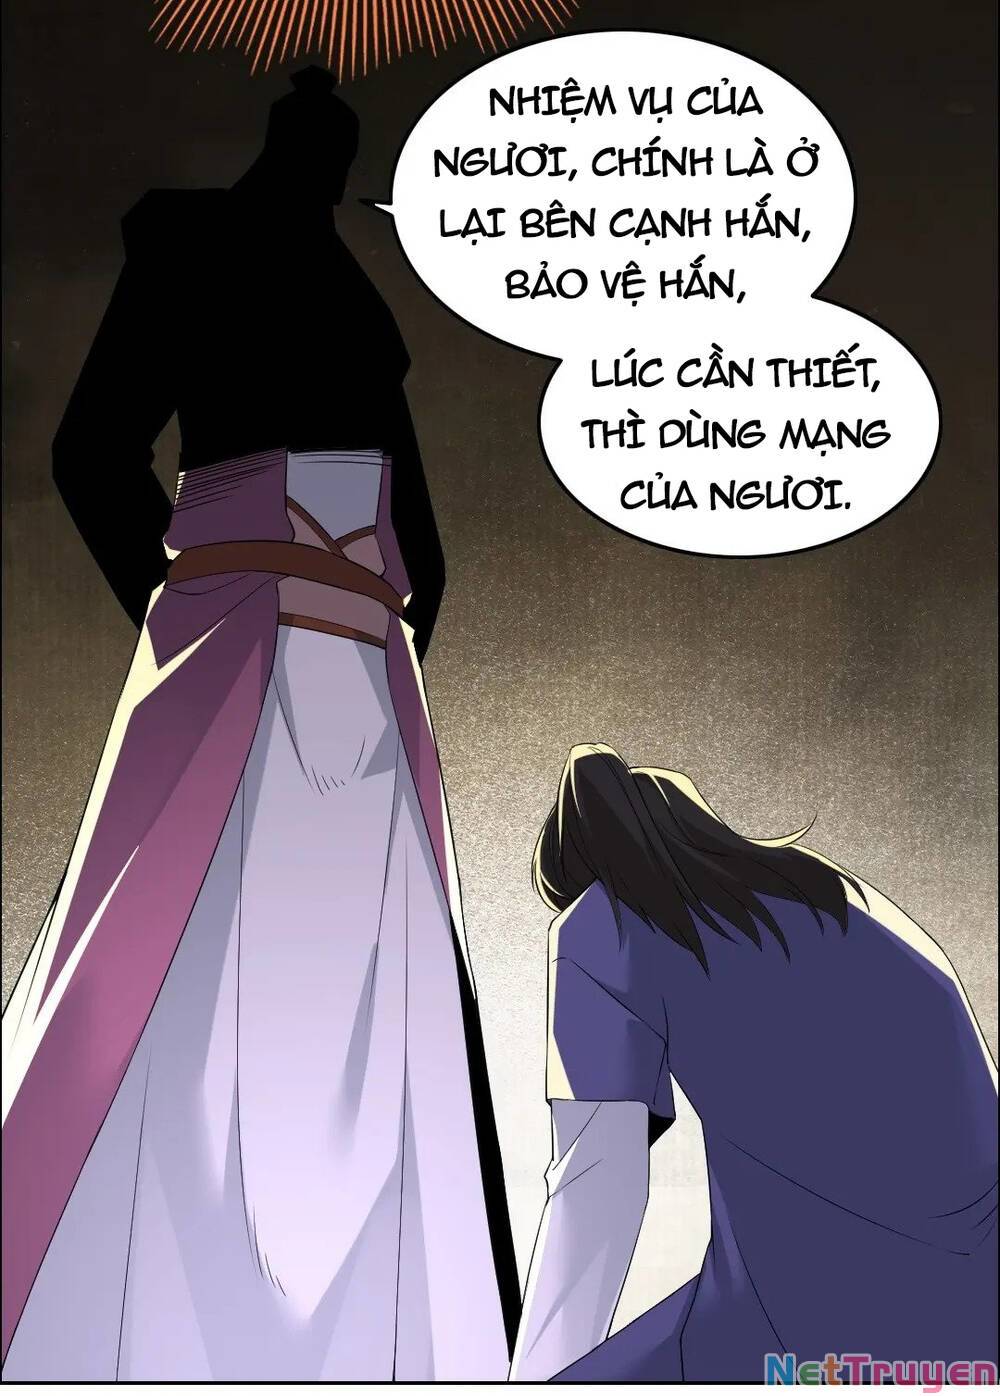 NHIỆM VỤ CỦA
NGƯƠI, CHÍNH LÀ Ở
LẠI BÊN CẠNH HẮN,
BẢO VỆ HẮN,
LÚC CẦN THIẾT,
THÌ DÙNG MẠNG
CỦA NGƯƠI.
NetTruyen